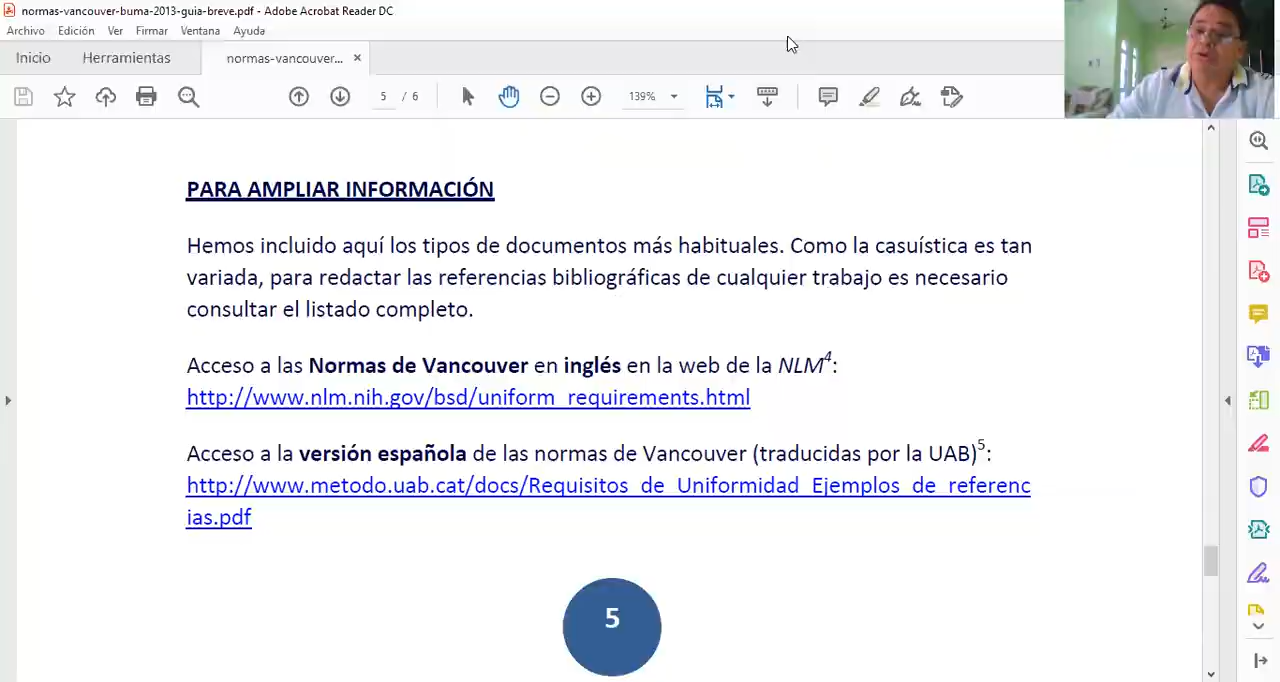 normas-vancouver-buma-2013-guia-breve.pdf - Adobe Acrobat Reader DC
Archivo Edición Ver Firmar Ventana Ayuda
Inicio Herramientas normas-vancouver... ×
5 / 6 139%
PARA AMPLIAR INFORMACIÓN
Hemos incluido aquí los tipos de documentos más habituales. Como la casuística es tan
variada, para redactar las referencias bibliográficas de cualquier trabajo es necesario
consultar el listado completo.
Acceso a las Normas de Vancouver en inglés en la web de la NLM4:
http://www.nlm.nih.gov/bsd/uniform_requirements.html
Acceso a la versión española de las normas de Vancouver (traducidas por la UAB)5:
http://www.metodo.uab.cat/docs/Requisitos_de_Uniformidad_Ejemplos_de_referenc
ias.pdf
5